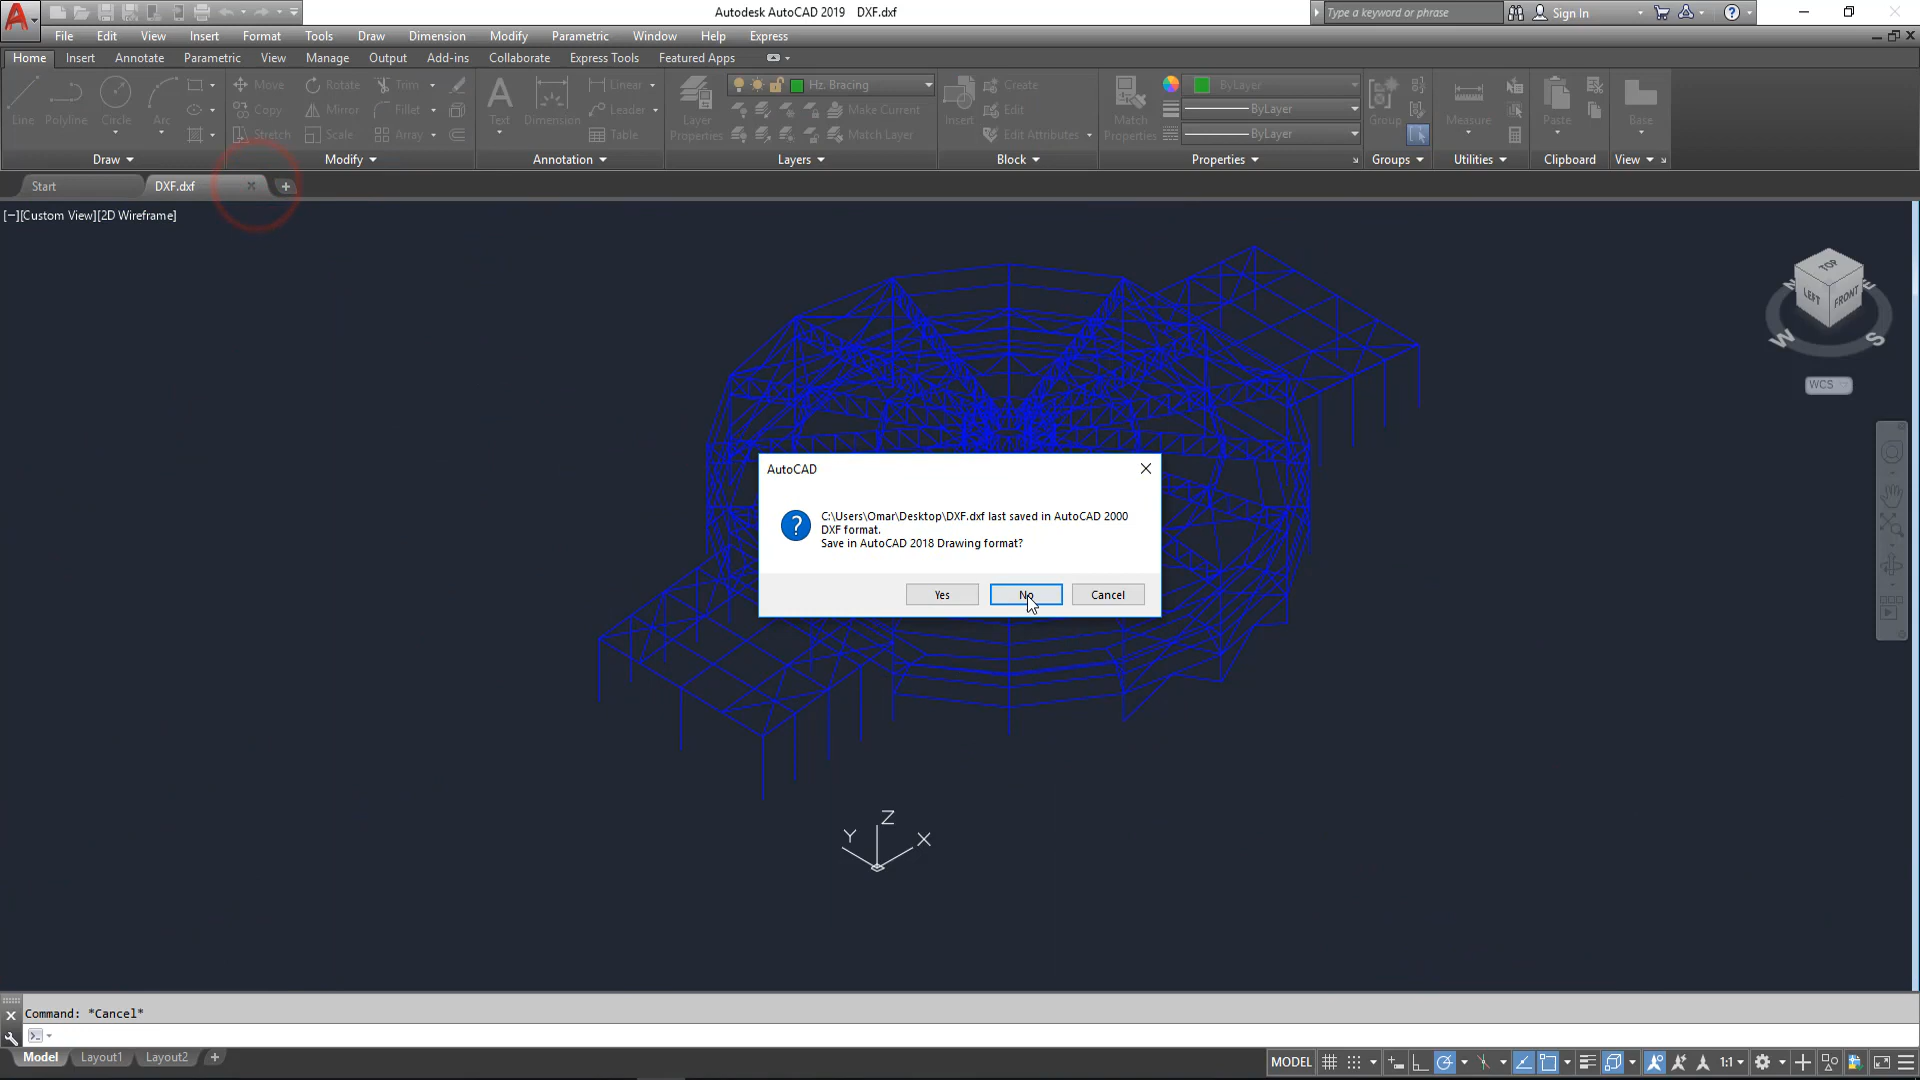 Autodesk AutoCAD 2019 DXF.dxf
Type a keyword or phrase
Sign In
File Edit View Insert Format Tools Draw Dimension Modify Parametric Window Help Express
Home Insert Annotate Parametric View Manage Output Add-ins Collaborate Express Tools Featured Apps
Line
Polyline
Circle
Arc
Draw
Move
Rotate
Trim
Copy
Mirror
Fillet
Stretch
Scale
Array
Modify
Text
Dimension
Linear
Leader
Table
Annotation
Layer
Properties
Hz. Bracing
Make Current
Match Layer
Layers
Insert
Create
Edit
Edit Attributes
Block
Match
Properties
ByLayer
ByLayer
ByLayer
Properties
Group
Groups
Measure
Utilities
Paste
Clipboard
Base
View
Start
DXF.dxf
[−][Custom View][2D Wireframe]
TOP
LEFT
FRONT
N
E
W
S
WCS
AutoCAD
C:\Users\Omar\Desktop\DXF.dxf last saved in AutoCAD 2000
DXF format.
Save in AutoCAD 2018 Drawing format?
Yes
No
Cancel
Z
Y
X
Command: *Cancel*
Model
Layout1
Layout2
MODEL
1:1